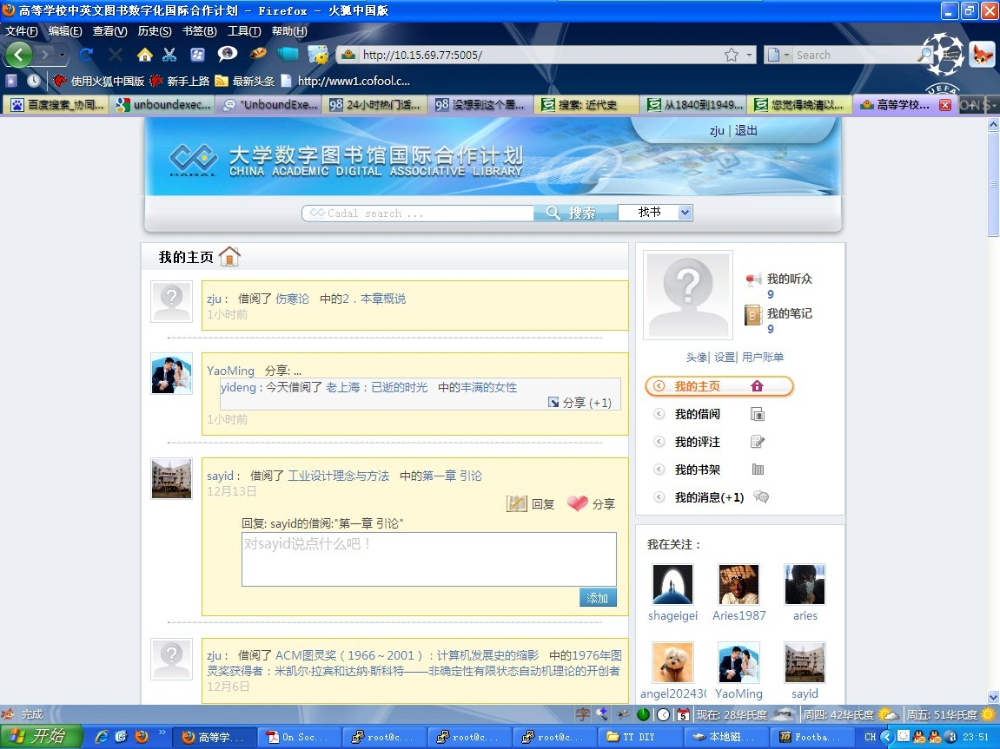 高等学校中英文图书数字化国际合作计划 - Firefox - 火狐中国版
文件(F) 编辑(E) 查看(V) 历史(S) 书签(B) 工具(T) 帮助(H)
http://10.15.69.77:5005/
Search
使用火狐中国版 新手上路 最新头条 http://www1.cofool.c...
百度搜索_协同... unboundexec... "UnboundExe... 24小时热门话... 没想到这个居... 搜索: 近代史 从1840到1949... 您觉得晚清以... 高等学校...
zju | 退出
大学数字图书馆国际合作计划
CADAL CHINA ACADEMIC DIGITAL ASSOCIATIVE LIBRARY
Cadal search ... 搜索 找书
我的主页
zju : 借阅了 伤寒论 中的2．本章概说
1小时前
YaoMing 分享: ...
yideng : 今天借阅了 老上海：已逝的时光 中的丰满的女性
分享 (+1)
1小时前
sayid : 借阅了 工业设计理念与方法 中的第一章 引论
12月13日
回复 分享
回复: sayid的借阅:"第一章 引论"
对sayid说点什么吧！
添加
zju : 借阅了 ACM图灵奖（1966～2001）：计算机发展史的缩影 中的1976年图
灵奖获得者：米凯尔·拉宾和达纳·斯科特——非确定性有限状态自动机理论的开创者
12月6日
我的听众
9
我的笔记
9
头像| 设置| 用户账单
我的主页
我的借阅
我的评注
我的书架
我的消息(+1)
我在关注：
shageigei Aries1987 aries
angel202430 YaoMing sayid
完成
现在: 28华氏度 周四: 42华氏度 周五: 51华氏度
开始 高等学... On Soc... root@c... root@c... root@c... TT DIY 本地磁... Footba... CH 23:51